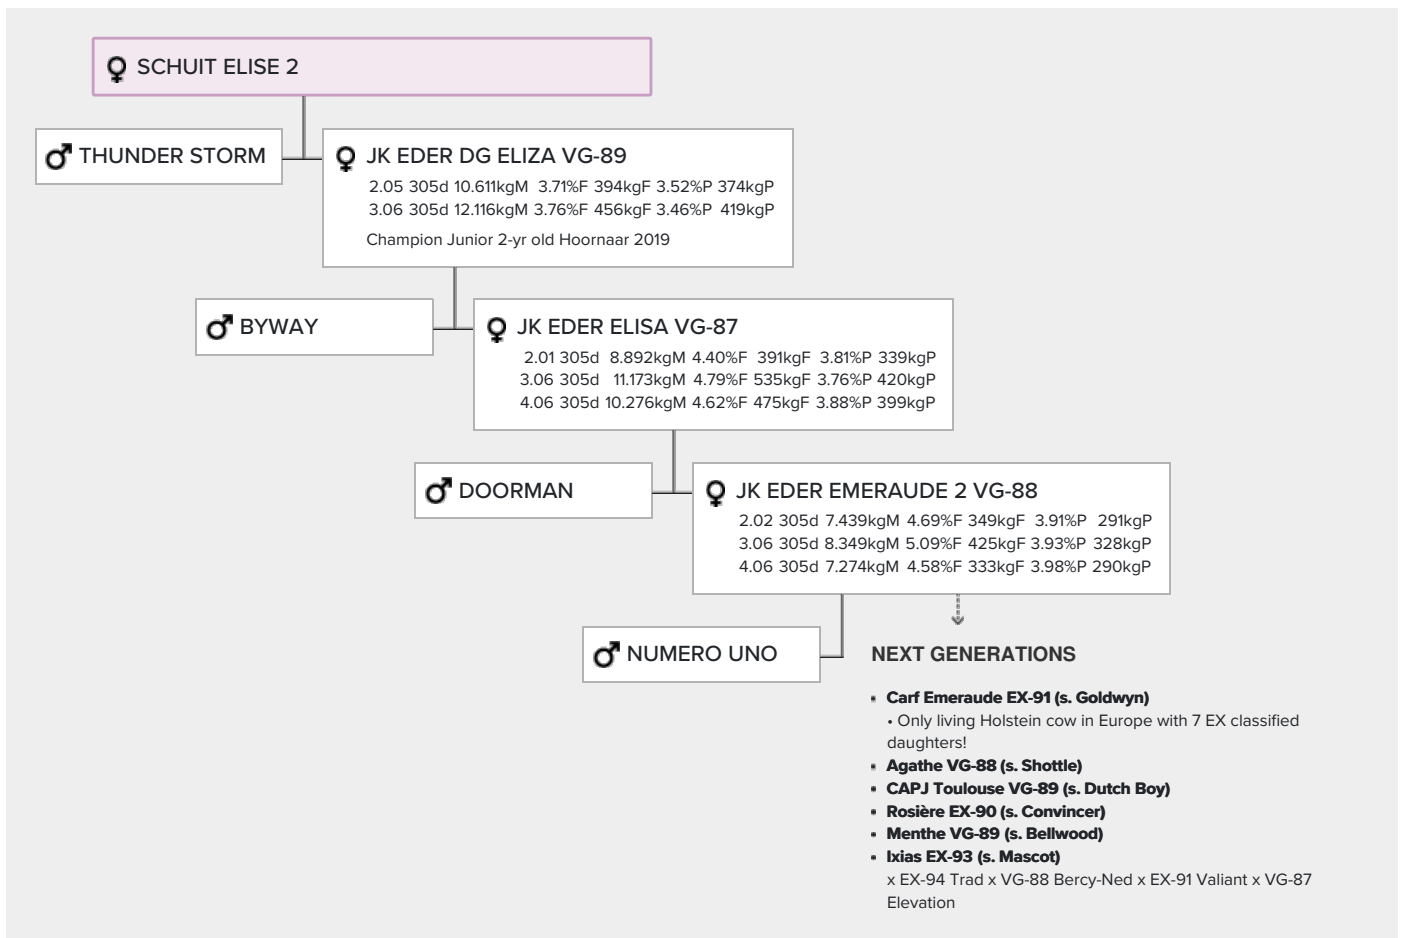 SCHUIT ELISE 2
THUNDER STORM
JK EDER DG ELIZA VG-89
2.05 305d 10.611kgM 3.71%F 394kgF 3.52%P 374kgP
3.06 305d 12.116kgM 3.76%F 456kgF 3.46%P 419kgP
Champion Junior 2-yr old Hoornaar 2019
BYWAY
JK EDER ELISA VG-87
2.01 305d 8.892kgM 4.40%F 391kgF 3.81%P 339kgP
3.06 305d 11.173kgM 4.79%F 535kgF 3.76%P 420kgP
4.06 305d 10.276kgM 4.62%F 475kgF 3.88%P 399kgP
DOORMAN
JK EDER EMERAUDE 2 VG-88
2.02 305d 7.439kgM 4.69%F 349kgF 3.91%P 291kgP
3.06 305d 8.349kgM 5.09%F 425kgF 3.93%P 328kgP
4.06 305d 7.274kgM 4.58%F 333kgF 3.98%P 290kgP
NUMERO UNO
NEXT GENERATIONS
▪ Carf Emeraude EX-91 (s. Goldwyn)
• Only living Holstein cow in Europe with 7 EX classified
daughters!
▪ Agathe VG-88 (s. Shottle)
▪ CAPJ Toulouse VG-89 (s. Dutch Boy)
▪ Rosière EX-90 (s. Convincer)
▪ Menthe VG-89 (s. Bellwood)
▪ Ixias EX-93 (s. Mascot)
x EX-94 Trad x VG-88 Bercy-Ned x EX-91 Valiant x VG-87
Elevation